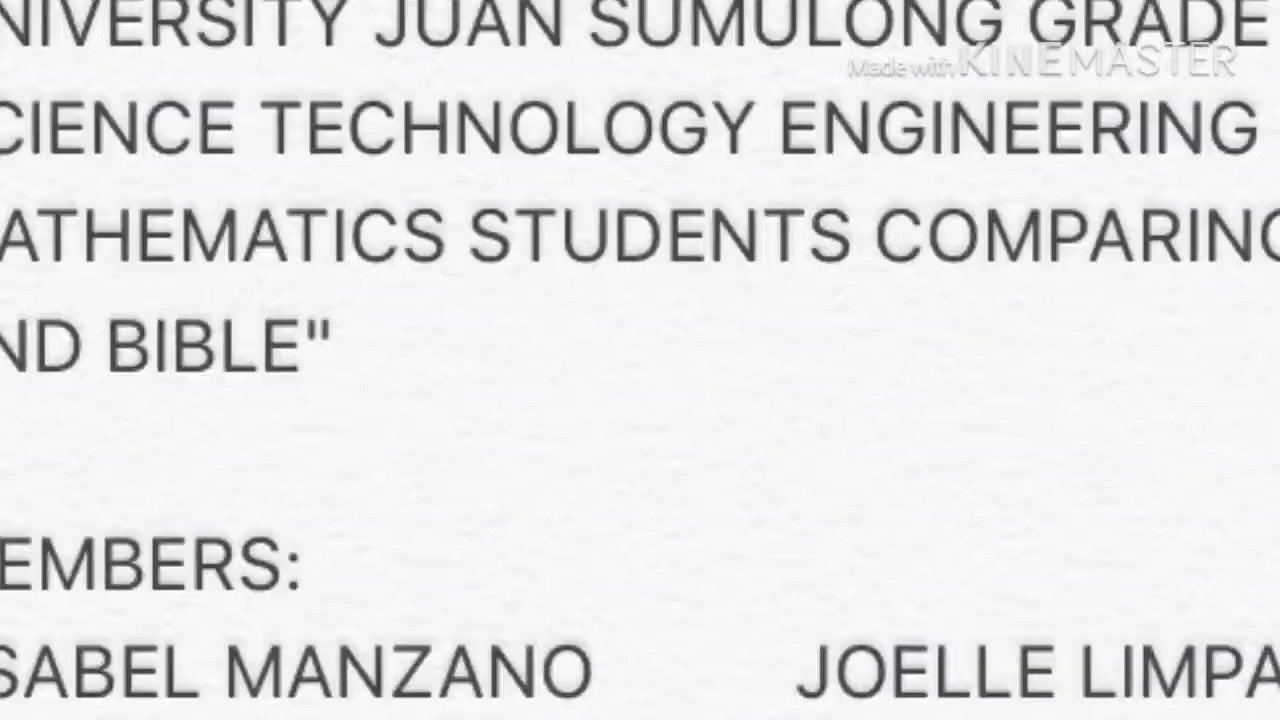 NIVERSITY JUAN SUMULONG GRADE
Made with KINEMASTER
CIENCE TECHNOLOGY ENGINEERING
ATHEMATICS STUDENTS COMPARING
ND BIBLE"
EMBERS:
SABEL MANZANO JOELLE LIMPA